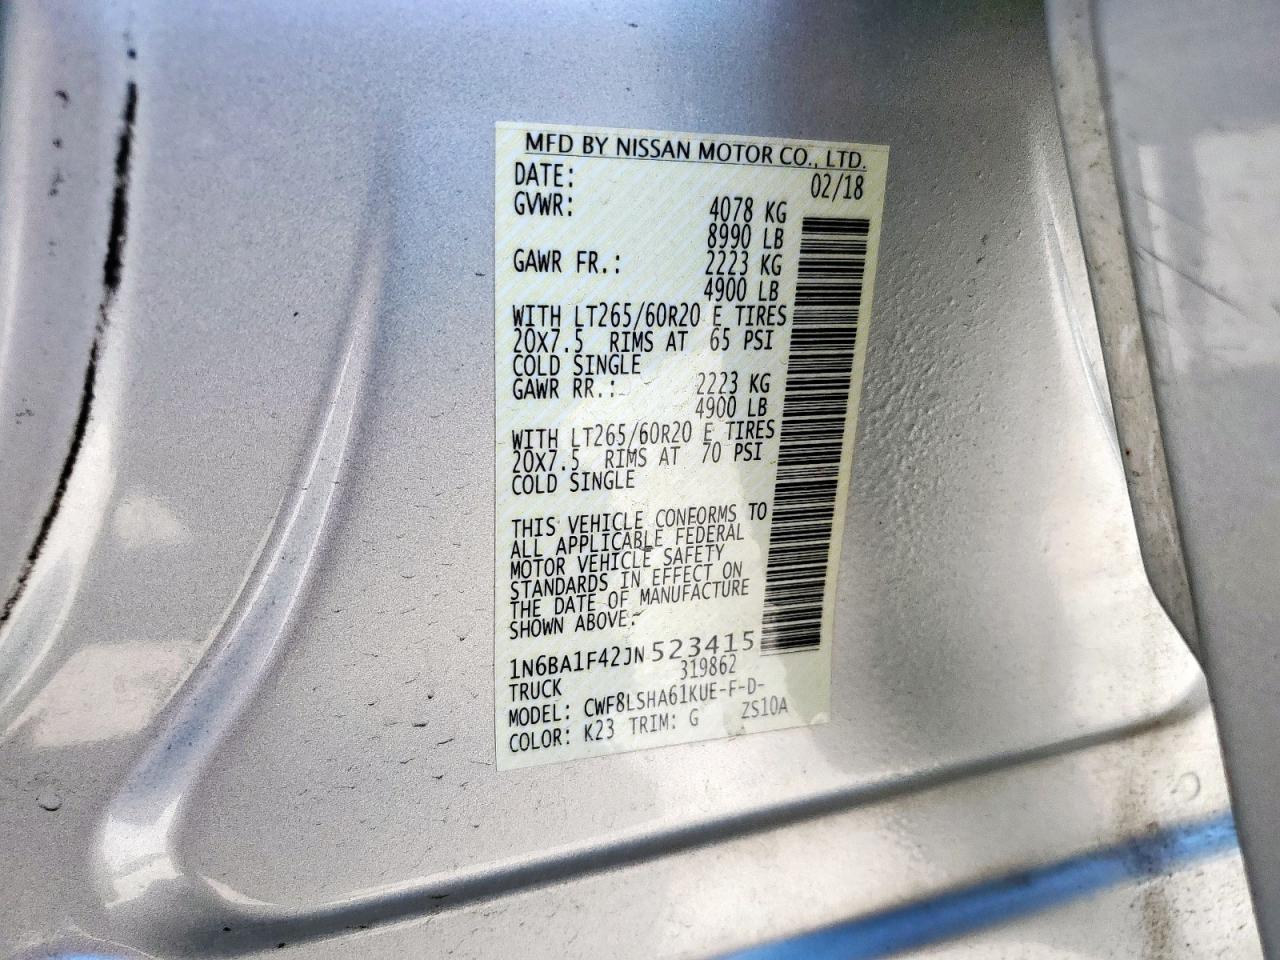 MFD BY NISSAN MOTOR CO., LTD.
DATE: 02/18
GVWR: 4078 KG
8990 LB
GAWR FR.: 2223 KG
4900 LB
WITH LT265/60R20 E TIRES
20X7.5 RIMS AT 65 PSI
COLD SINGLE
GAWR RR.: 2223 KG
4900 LB
WITH LT265/60R20 E TIRES
20X7.5 RIMS AT 70 PSI
COLD SINGLE
THIS VEHICLE CONFORMS TO
ALL APPLICABLE FEDERAL
MOTOR VEHICLE SAFETY
STANDARDS IN EFFECT ON
THE DATE OF MANUFACTURE
SHOWN ABOVE.
1N6BA1F42JN523415
319862
TRUCK
MODEL: CWF8LSHA61KUE-F-D-
COLOR: K23 TRIM: G ZS10A